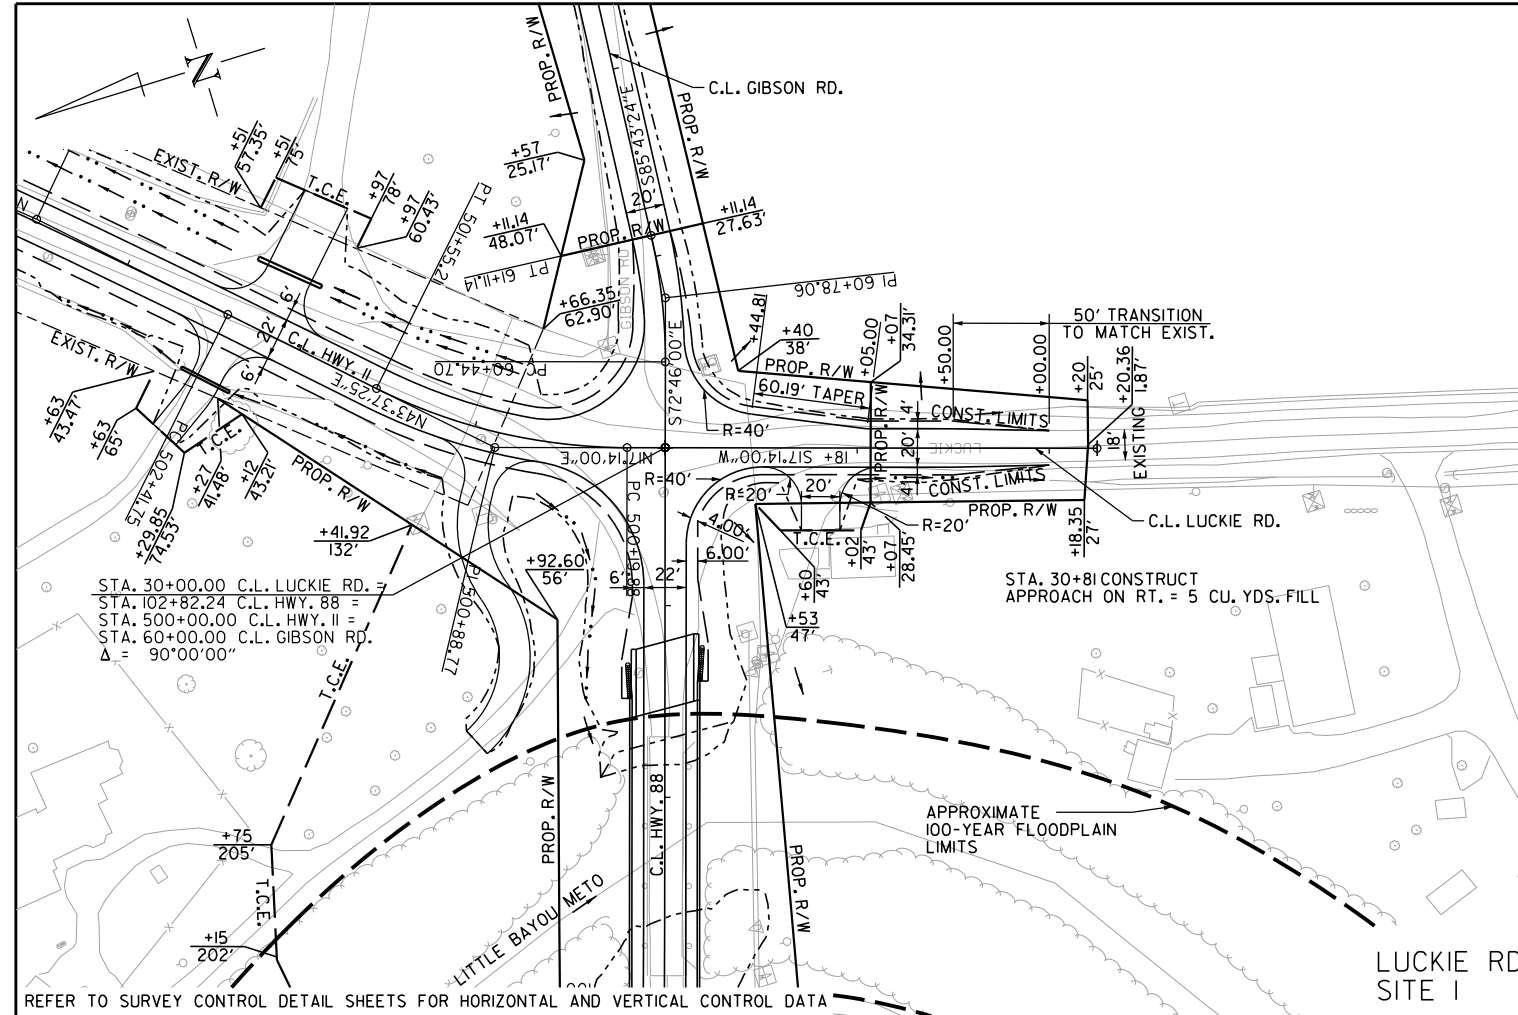 N
C.L. GIBSON RD.
PROP. R/W
PROP. R/W
S85°43'24"E
20'
+51
57.35'
+51
75'
EXIST. R/W
T.C.E.
+97
78'
+97
60.43'
PT 501+55.2
+57
25.17'
+11.14
48.07'
PROP. R/W
+11.14
27.63'
PT 61+11.14
+66.35
62.90'
GIBSON RD
PI 60+78.06
PC 60+44.70
S72°46'00"E
+44.81
+40
38'
PROP. R/W
60.19' TAPER
+05.00
+07
34.31'
+50.00
50' TRANSITION
TO MATCH EXIST.
+00.00
+20
25'
+20.36
1.87'
EXISTING
18'
EXIST. R/W
6'
22'
6'
C.L. HWY. 11
N43°37'25"E
+63
43.47'
+63
65'
T.C.E.
PC 502+41.75
+29.85
74.53'
+27
41.48'
+12
43.21'
PROP. R/W
N17°14'00"E
S17°14'00"W
+81
R=40'
R=40'
R=20'
20'
R=20'
PROP. R/W
4'
20'
4'
CONST. LIMITS
LUCKIE
CONST. LIMITS
PROP. R/W
C.L. LUCKIE RD.
+18.35
27'
T.C.E.
+02
43'
+07
28.45'
+60
43'
+53
47'
4.00'
6.00'
+41.92
132'
+92.60
56'
6'
22'
PC 500+19.88
PI 500+88.77
STA. 30+00.00 C.L. LUCKIE RD. =
STA. 102+82.24 C.L. HWY. 88 =
STA. 500+00.00 C.L. HWY. 11 =
STA. 60+00.00 C.L. GIBSON RD.
Δ = 90°00'00"
STA. 30+81 CONSTRUCT
APPROACH ON RT. = 5 CU. YDS. FILL
T.C.E.
PROP. R/W
C.L. HWY. 88
PROP. R/W
APPROXIMATE
100-YEAR FLOODPLAIN
LIMITS
+75
205'
T.C.E.
+15
202'
LITTLE BAYOU METO
LUCKIE RD
SITE 1
REFER TO SURVEY CONTROL DETAIL SHEETS FOR HORIZONTAL AND VERTICAL CONTROL DATA